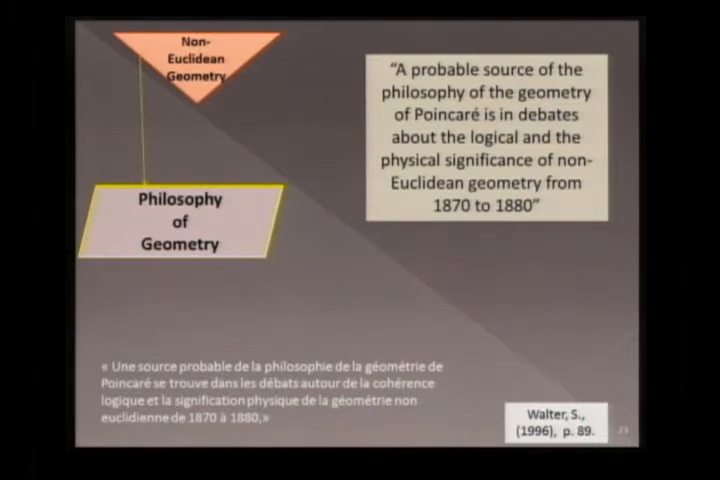 Non-
Euclidean
Geometry
"A probable source of the
philosophy of the geometry
of Poincaré is in debates
about the logical and the
physical significance of non-
Euclidean geometry from
1870 to 1880"
Philosophy
of
Geometry
« Une source probable de la philosophie de la géométrie de
Poincaré se trouve dans les débats autour de la cohérence
logique et la signification physique de la géométrie non
euclidienne de 1870 à 1880,»
Walter, S.,
(1996), p. 89.